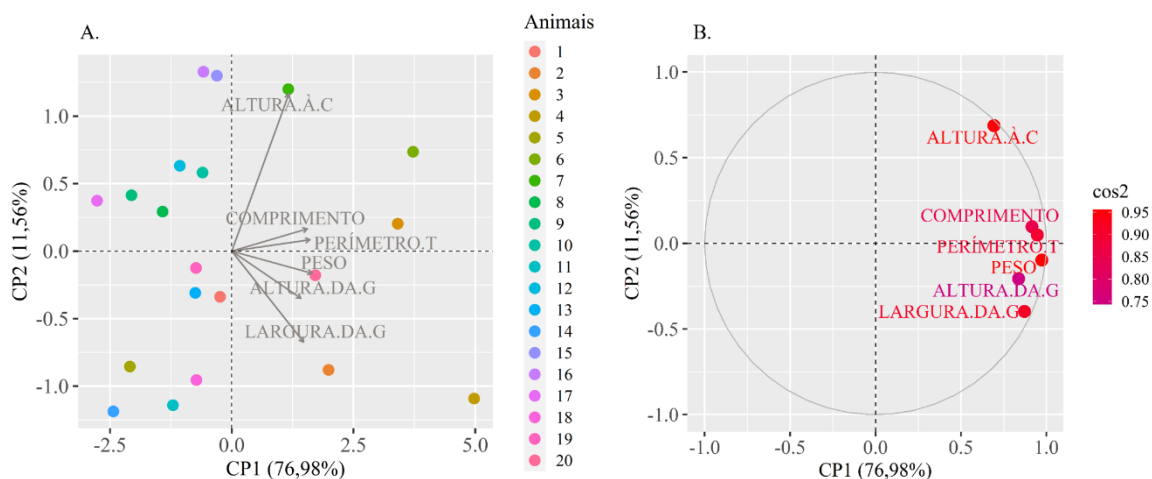 A.
CP2 (11,56%)
1.0
0.5
0.0
-0.5
-1.0
ALTURA.À.C
COMPRIMENTO
PERÍMETRO.T
PESO
ALTURA.DA.G
LARGURA.DA.G
-2.5
0.0
2.5
5.0
CP1 (76,98%)
Animais
1
2
3
4
5
6
7
8
9
10
11
12
13
14
15
16
17
18
19
20
B.
CP2 (11,56%)
1.0
0.5
0.0
-0.5
-1.0
ALTURA.À.C
COMPRIMENTO
PERÍMETRO.T
PESO
ALTURA.DA.G
LARGURA.DA.G
-1.0
-0.5
0.0
0.5
1.0
CP1 (76,98%)
cos2
0.95
0.90
0.85
0.80
0.75